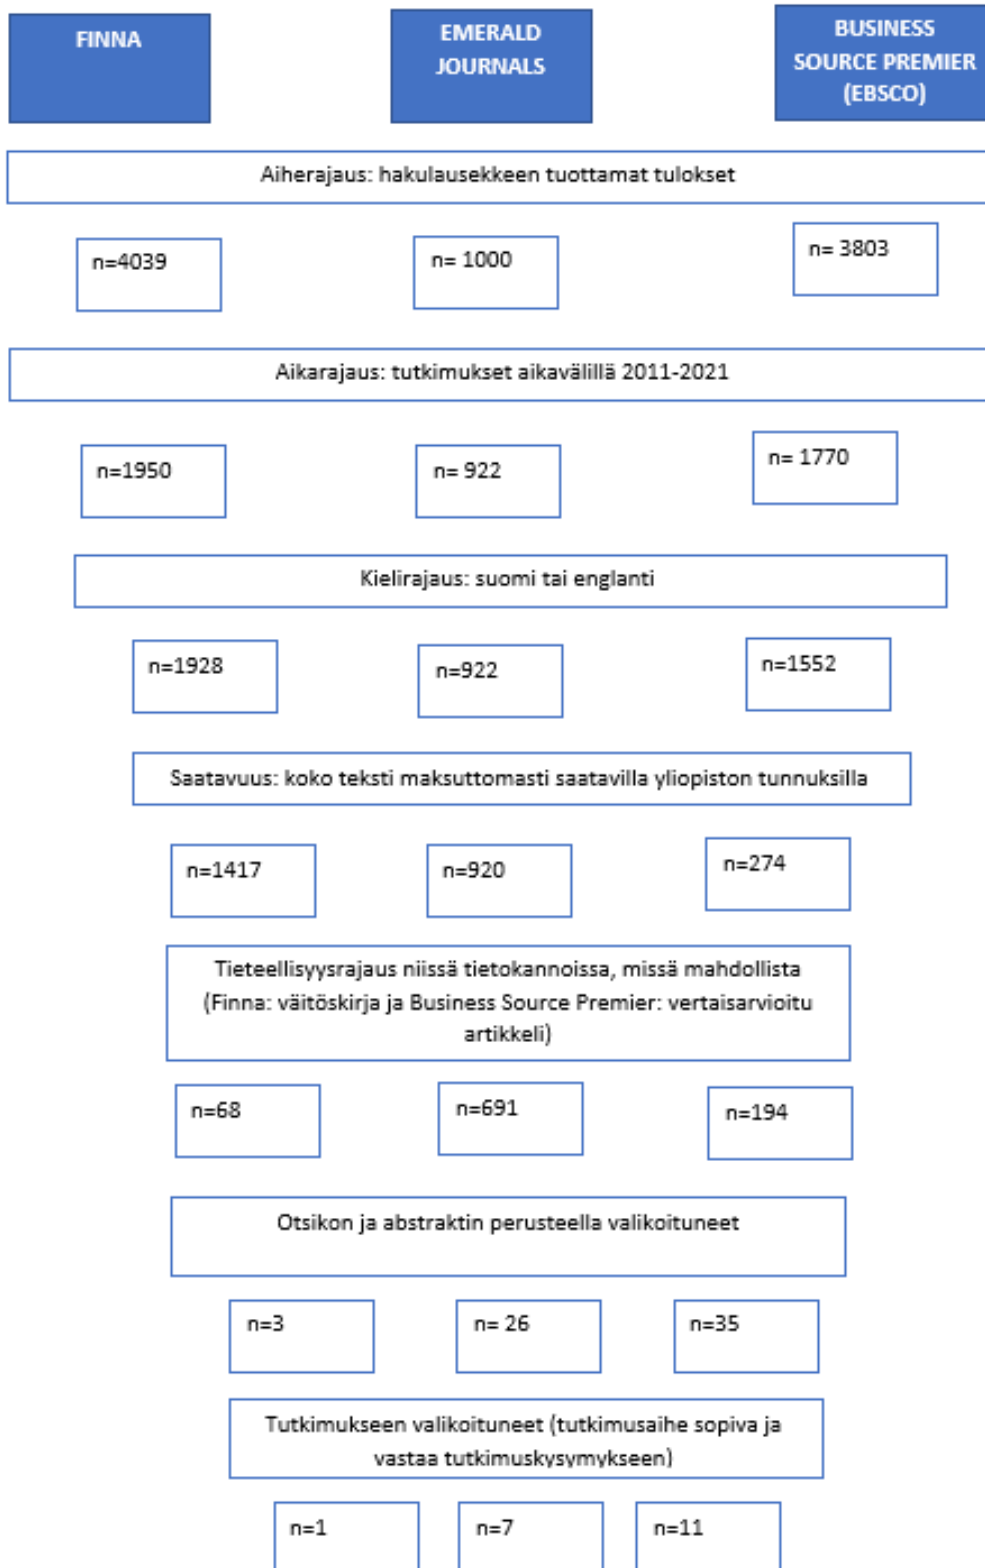 FINNA
EMERALD
JOURNALS
BUSINESS
SOURCE PREMIER
(EBSCO)
Aiherajaus: hakulausekkeen tuottamat tulokset
n=4039
n= 1000
n= 3803
Aikarajaus: tutkimukset aikavälillä 2011-2021
n=1950
n= 922
n= 1770
Kielirajaus: suomi tai englanti
n=1928
n=922
n=1552
Saatavuus: koko teksti maksuttomasti saatavilla yliopiston tunnuksilla
n=1417
n=920
n=274
Tieteellisyysrajaus niissä tietokannoissa, missä mahdollista
(Finna: väitöskirja ja Business Source Premier: vertaisarvioitu
artikkeli)
n=68
n=691
n=194
Otsikon ja abstraktin perusteella valikoituneet
n=3
n= 26
n=35
Tutkimukseen valikoituneet (tutkimusaihe sopiva ja
vastaa tutkimuskysymykseen)
n=1
n=7
n=11